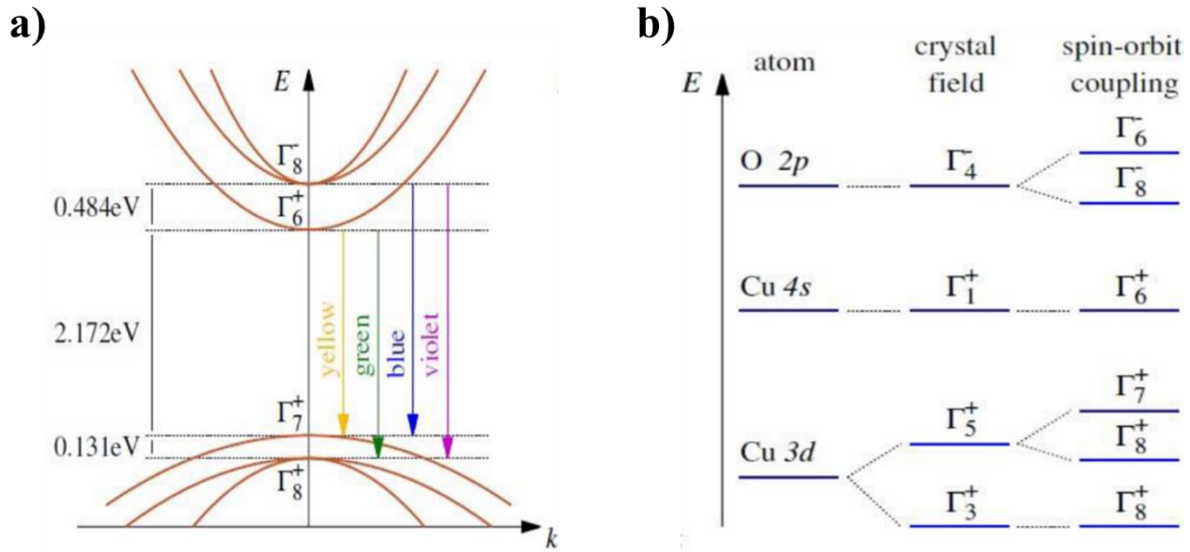 a)
E
Γ₈⁻
0.484eV
Γ₆⁺
2.172eV
yellow
green
blue
violet
Γ₇⁺
0.131eV
Γ₈⁺
k
b)
E
atom
crystal
field
spin-orbit
coupling
Γ₆⁻
O 2p
Γ₄⁻
Γ₈⁻
Cu 4s
Γ₁⁺
Γ₆⁺
Γ₇⁺
Γ₅⁺
Γ₈⁺
Cu 3d
Γ₃⁺
Γ₈⁺